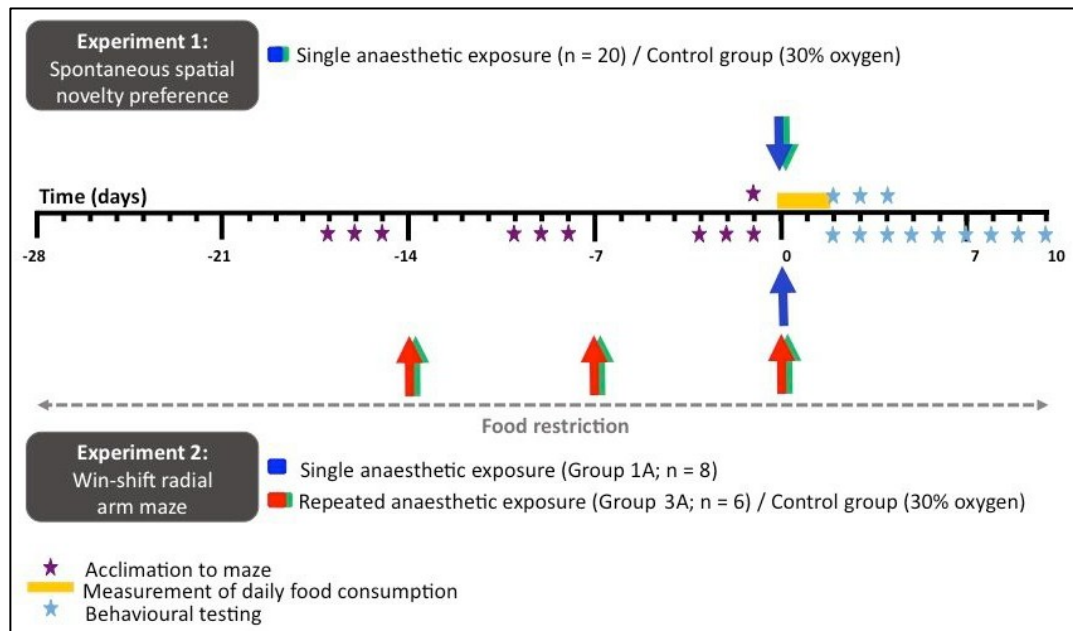 Experiment 1:
Spontaneous spatial
novelty preference
Single anaesthetic exposure (n = 20) / Control group (30% oxygen)
Time (days)
-28 -21 -14 -7 0 7 10
Food restriction
Experiment 2:
Win-shift radial
arm maze
Single anaesthetic exposure (Group 1A; n = 8)
Repeated anaesthetic exposure (Group 3A; n = 6) / Control group (30% oxygen)
Acclimation to maze
Measurement of daily food consumption
Behavioural testing